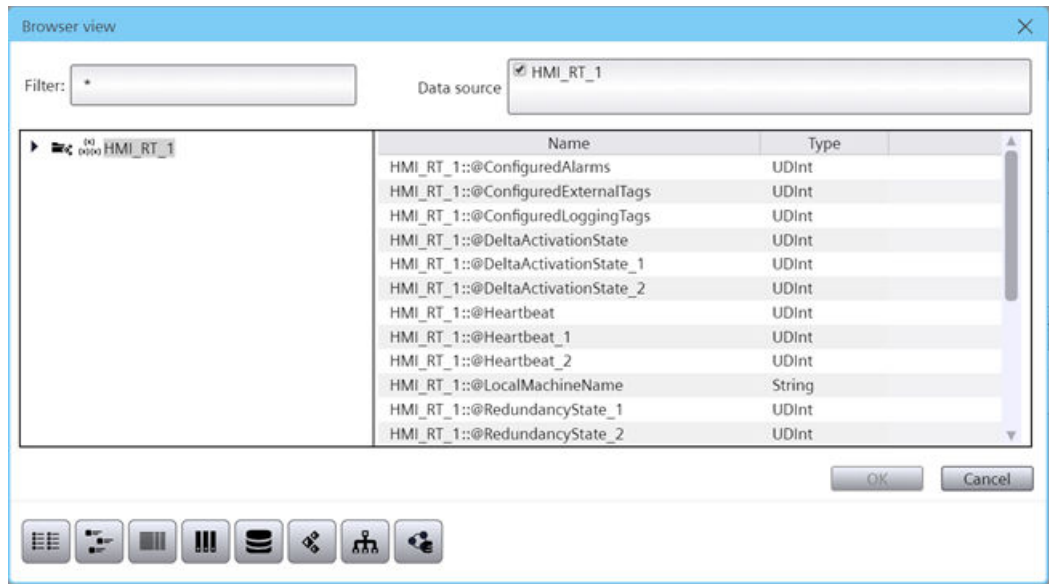 Browser view
Filter: *
Data source HMI_RT_1
HMI_RT_1
Name Type
HMI_RT_1::@ConfiguredAlarms UDInt
HMI_RT_1::@ConfiguredExternalTags UDInt
HMI_RT_1::@ConfiguredLoggingTags UDInt
HMI_RT_1::@DeltaActivationState UDInt
HMI_RT_1::@DeltaActivationState_1 UDInt
HMI_RT_1::@DeltaActivationState_2 UDInt
HMI_RT_1::@Heartbeat UDInt
HMI_RT_1::@Heartbeat_1 UDInt
HMI_RT_1::@Heartbeat_2 UDInt
HMI_RT_1::@LocalMachineName String
HMI_RT_1::@RedundancyState_1 UDInt
HMI_RT_1::@RedundancyState_2 UDInt
OK Cancel